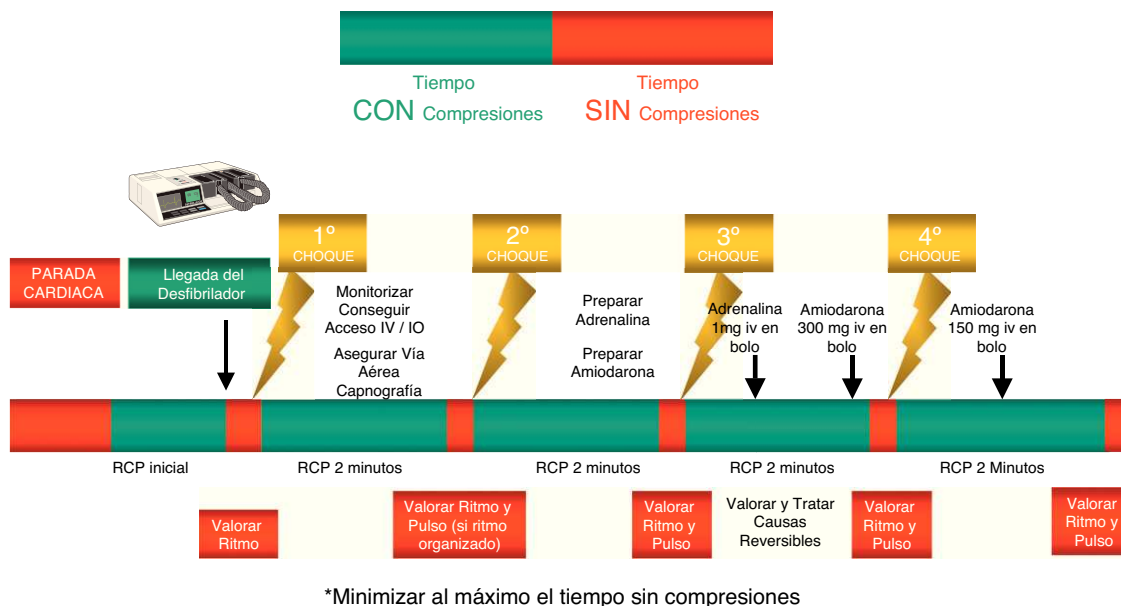 Tiempo
CON Compresiones
Tiempo
SIN Compresiones
1º
CHOQUE
2º
CHOQUE
3º
CHOQUE
4º
CHOQUE
PARADA
CARDIACA
Llegada del
Desfibrilador
Monitorizar
Conseguir
Acceso IV / IO
Asegurar Vía
Aérea
Capnografía
Preparar
Adrenalina
Preparar
Amiodarona
Adrenalina
1mg iv en
bolo
Amiodarona
300 mg iv en
bolo
Amiodarona
150 mg iv en
bolo
RCP inicial
RCP 2 minutos
RCP 2 minutos
RCP 2 minutos
RCP 2 Minutos
Valorar
Ritmo
Valorar Ritmo y
Pulso (si ritmo
organizado)
Valorar
Ritmo y
Pulso
Valorar y Tratar
Causas
Reversibles
Valorar
Ritmo y
Pulso
Valorar
Ritmo y
Pulso
*Minimizar al máximo el tiempo sin compresiones